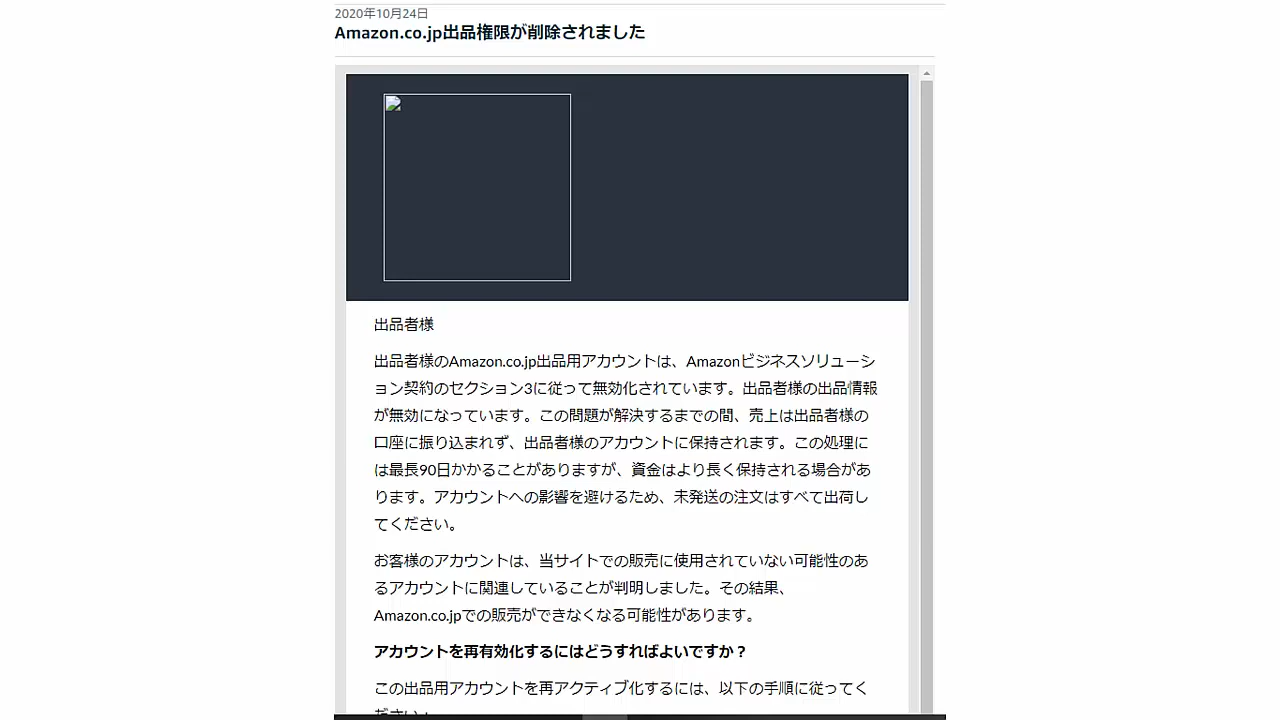 2020年10月24日
Amazon.co.jp出品権限が削除されました
出品者様
出品者様のAmazon.co.jp出品用アカウントは、Amazonビジネスソリューシ
ョン契約のセクション3に従って無効化されています。出品者様の出品情報
が無効になっています。この問題が解決するまでの間、売上は出品者様の
口座に振り込まれず、出品者様のアカウントに保持されます。この処理に
は最長90日かかることがありますが、資金はより長く保持される場合があ
ります。アカウントへの影響を避けるため、未発送の注文はすべて出荷し
てください。
お客様のアカウントは、当サイトでの販売に使用されていない可能性のあ
るアカウントに関連していることが判明しました。その結果、
Amazon.co.jpでの販売ができなくなる可能性があります。
アカウントを再有効化するにはどうすればよいですか？
この出品用アカウントを再アクティブ化するには、以下の手順に従ってく
ださい：